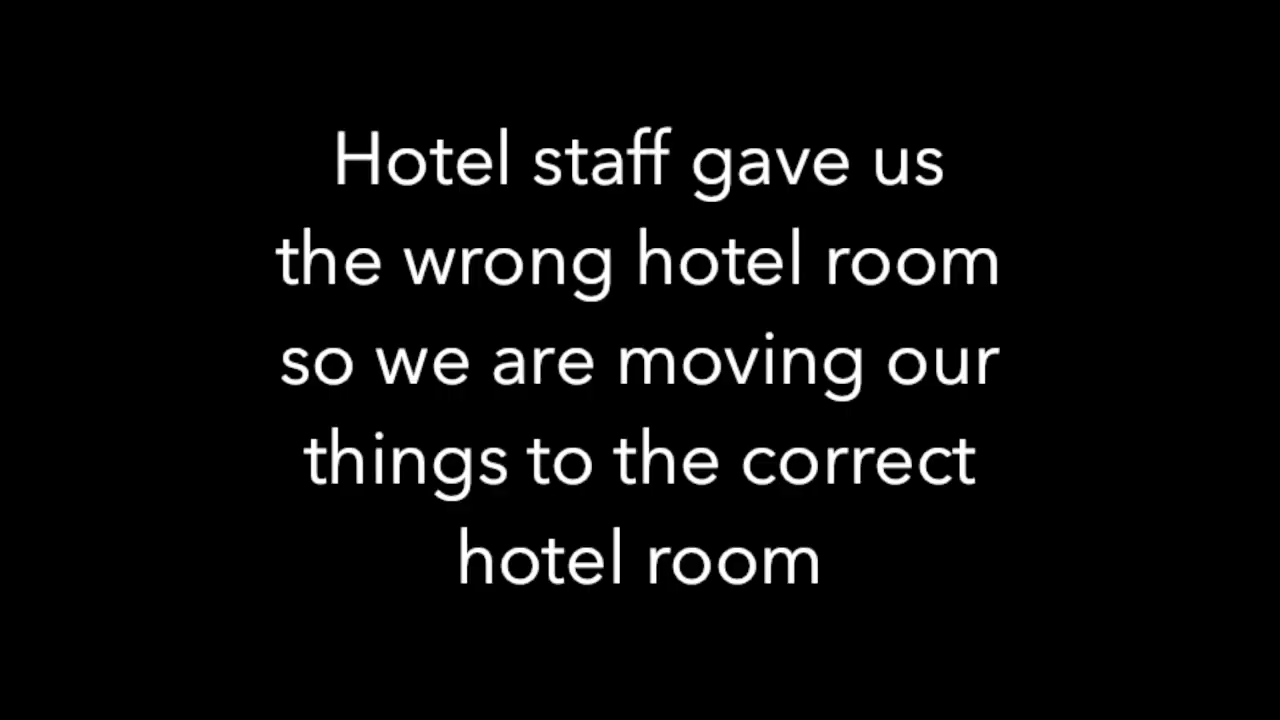 Hotel staff gave us
the wrong hotel room
so we are moving our
things to the correct
hotel room